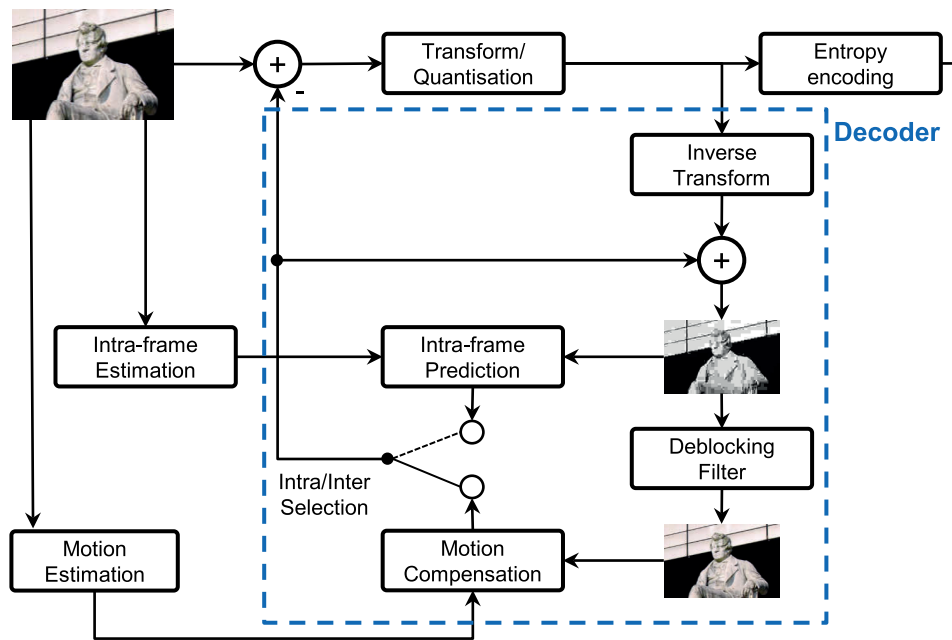 +
Transform/
Quantisation
Entropy
encoding
-
Decoder
Inverse
Transform
+
Intra-frame
Estimation
Intra-frame
Prediction
Deblocking
Filter
Intra/Inter
Selection
Motion
Estimation
Motion
Compensation